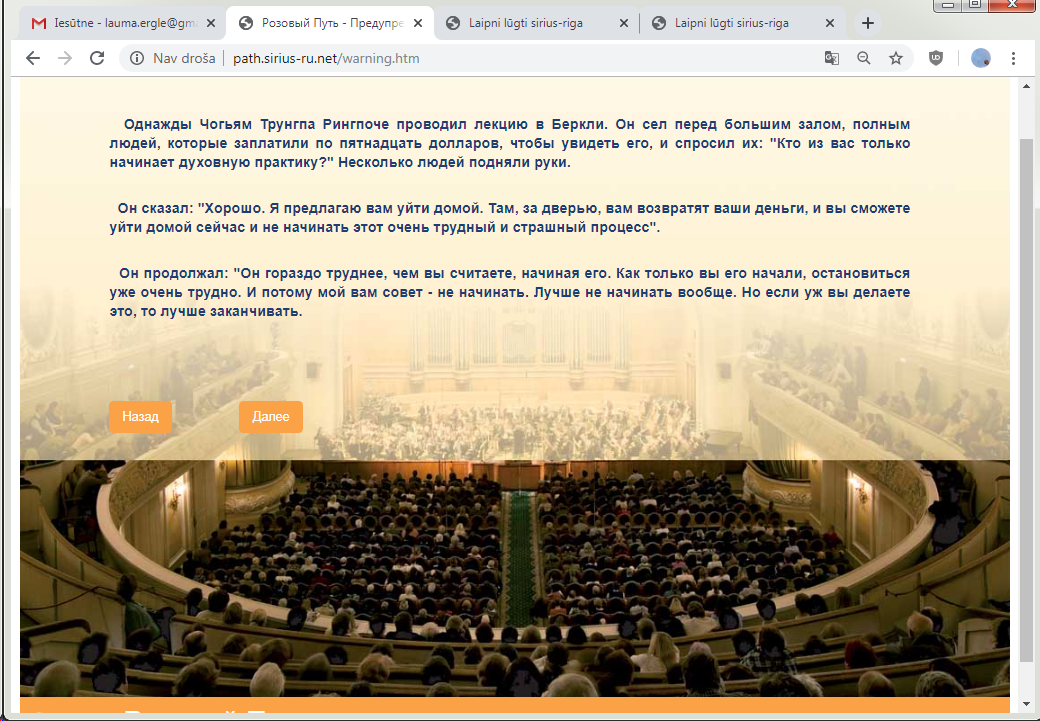 Iesūtne - lauma.ergle@gma
Розовый Путь - Предупре
Laipni lūgti sirius-riga
Laipni lūgti sirius-riga
Nav droša
path.sirius-ru.net/warning.htm
Однажды Чогьям Трунгпа Рингпоче проводил лекцию в Беркли. Он сел перед большим залом, полным
людей, которые заплатили по пятнадцать долларов, чтобы увидеть его, и спросил их: "Кто из вас только
начинает духовную практику?" Несколько людей подняли руки.
Он сказал: "Хорошо. Я предлагаю вам уйти домой. Там, за дверью, вам возвратят ваши деньги, и вы сможете
уйти домой сейчас и не начинать этот очень трудный и страшный процесс".
Он продолжал: "Он гораздо труднее, чем вы считаете, начиная его. Как только вы его начали, остановиться
уже очень трудно. И потому мой вам совет - не начинать. Лучше не начинать вообще. Но если уж вы делаете
это, то лучше заканчивать.
Назад
Далее